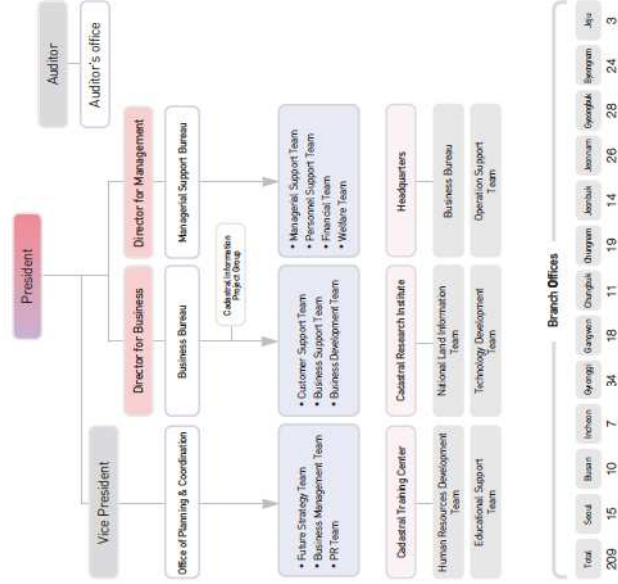 President
Auditor
Auditor's office
Vice President
Director for Business
Director for Management
Office of Planning & Coordination
Business Bureau
Managerial Support Bureau
Cadastral Information
Project Group
• Future Strategy Team
• Business Management Team
• PR Team
• Customer Support Team
• Business Support Team
• Business Development Team
• Managerial Support Team
• Personnel Support Team
• Financial Team
• Welfare Team
Cadastral Training Center
Cadastral Research Institute
Headquarters
Human Resources Development
Team
National Land Information
Team
Business Bureau
Educational Support
Team
Technology Development
Team
Operation Support
Team
Branch Offices
Total Seoul Busan Incheon Gyeonggi Gangwon Chungbuk Chungnam Jeonbuk Jeonnam Gyeongbuk Gyeongnam Jeju
209 15 10 7 34 18 11 19 14 26 28 24 3